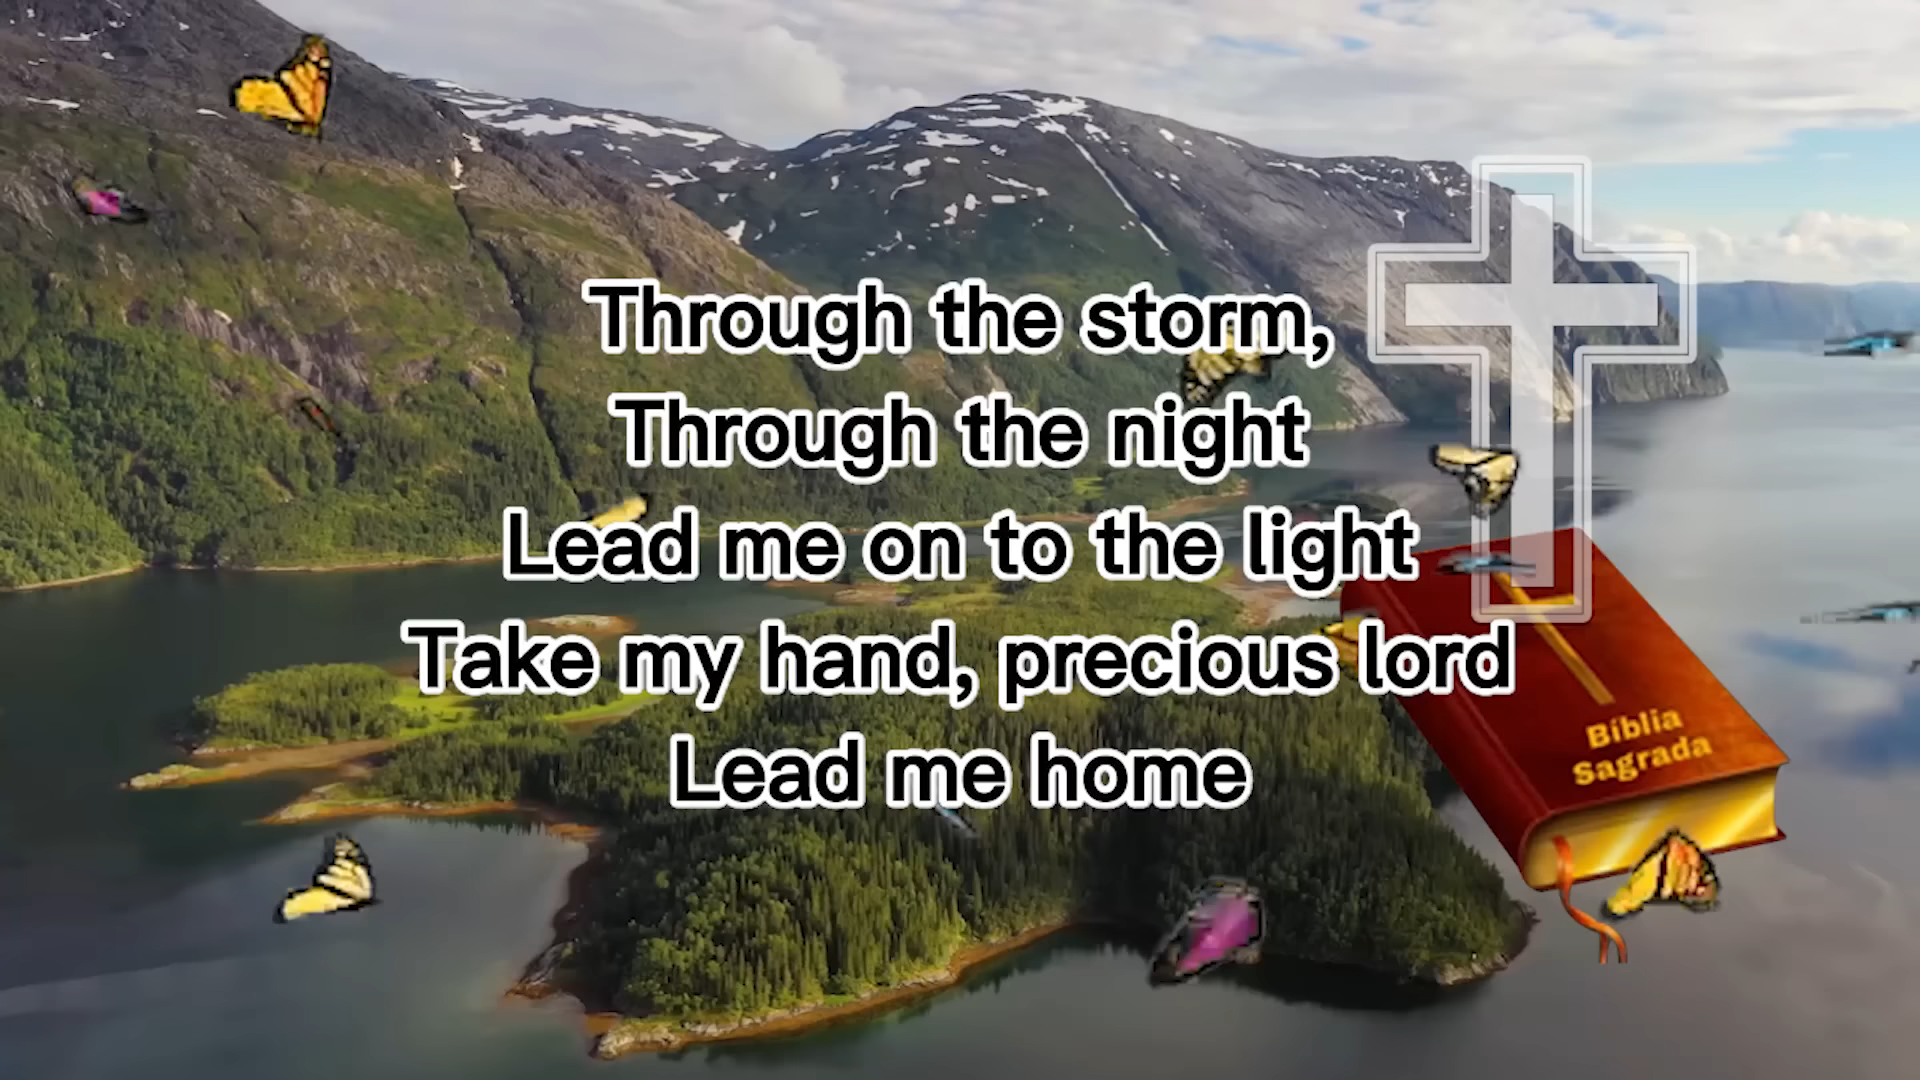 Through the storm,
Through the night
Lead me on to the light
Take my hand, precious lord
Lead me home
Bíblia
Sagrada